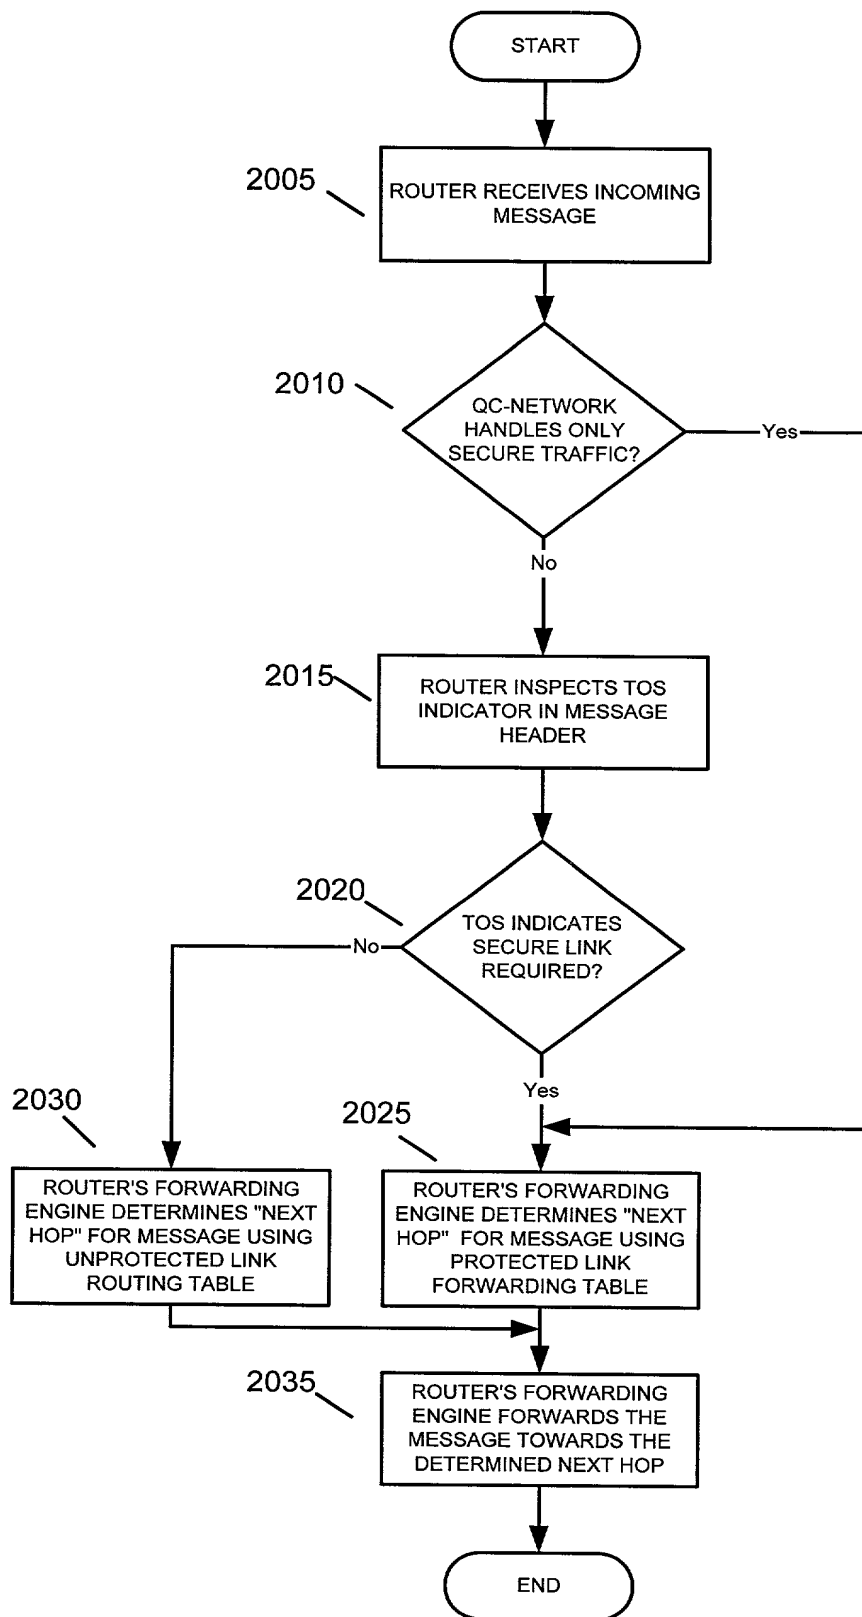 START
2005
ROUTER RECEIVES INCOMING
MESSAGE
2010
QC-NETWORK
HANDLES ONLY
SECURE TRAFFIC?
Yes
No
2015
ROUTER INSPECTS TOS
INDICATOR IN MESSAGE
HEADER
2020
TOS INDICATES
SECURE LINK
REQUIRED?
No
Yes
2030
ROUTER'S FORWARDING
ENGINE DETERMINES "NEXT
HOP" FOR MESSAGE USING
UNPROTECTED LINK
ROUTING TABLE
2025
ROUTER'S FORWARDING
ENGINE DETERMINES "NEXT
HOP" FOR MESSAGE USING
PROTECTED LINK
FORWARDING TABLE
2035
ROUTER'S FORWARDING
ENGINE FORWARDS THE
MESSAGE TOWARDS THE
DETERMINED NEXT HOP
END